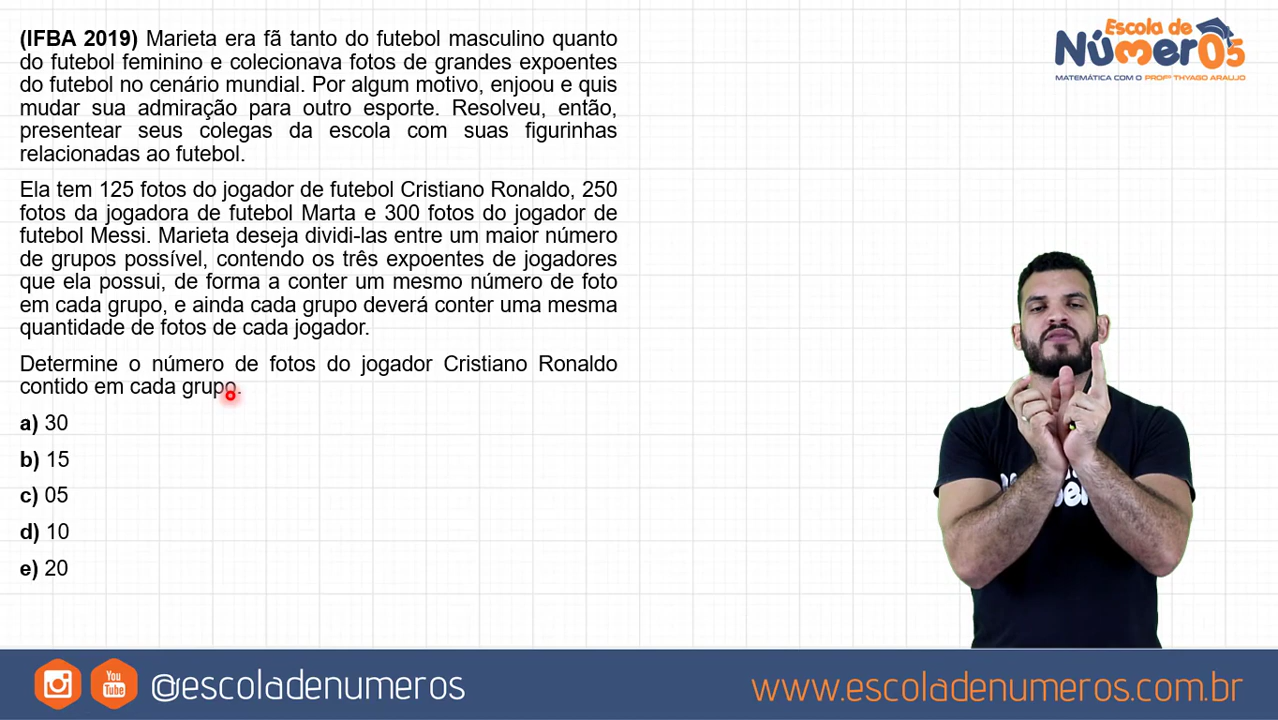 (IFBA 2019) Marieta era fã tanto do futebol masculino quanto
do futebol feminino e colecionava fotos de grandes expoentes
do futebol no cenário mundial. Por algum motivo, enjoou e quis
mudar sua admiração para outro esporte. Resolveu, então,
presentear seus colegas da escola com suas figurinhas
relacionadas ao futebol.
Ela tem 125 fotos do jogador de futebol Cristiano Ronaldo, 250
fotos da jogadora de futebol Marta e 300 fotos do jogador de
futebol Messi. Marieta deseja dividi-las entre um maior número
de grupos possível, contendo os três expoentes de jogadores
que ela possui, de forma a conter um mesmo número de foto
em cada grupo, e ainda cada grupo deverá conter uma mesma
quantidade de fotos de cada jogador.
Determine o número de fotos do jogador Cristiano Ronaldo
contido em cada grupo.
a) 30
b) 15
c) 05
d) 10
e) 20
Escola de
NúmerOs
MATEMÁTICA COM O PROFº THYAGO ARAUJO
You
Tube
@escoladenumeros
www.escoladenumeros.com.br